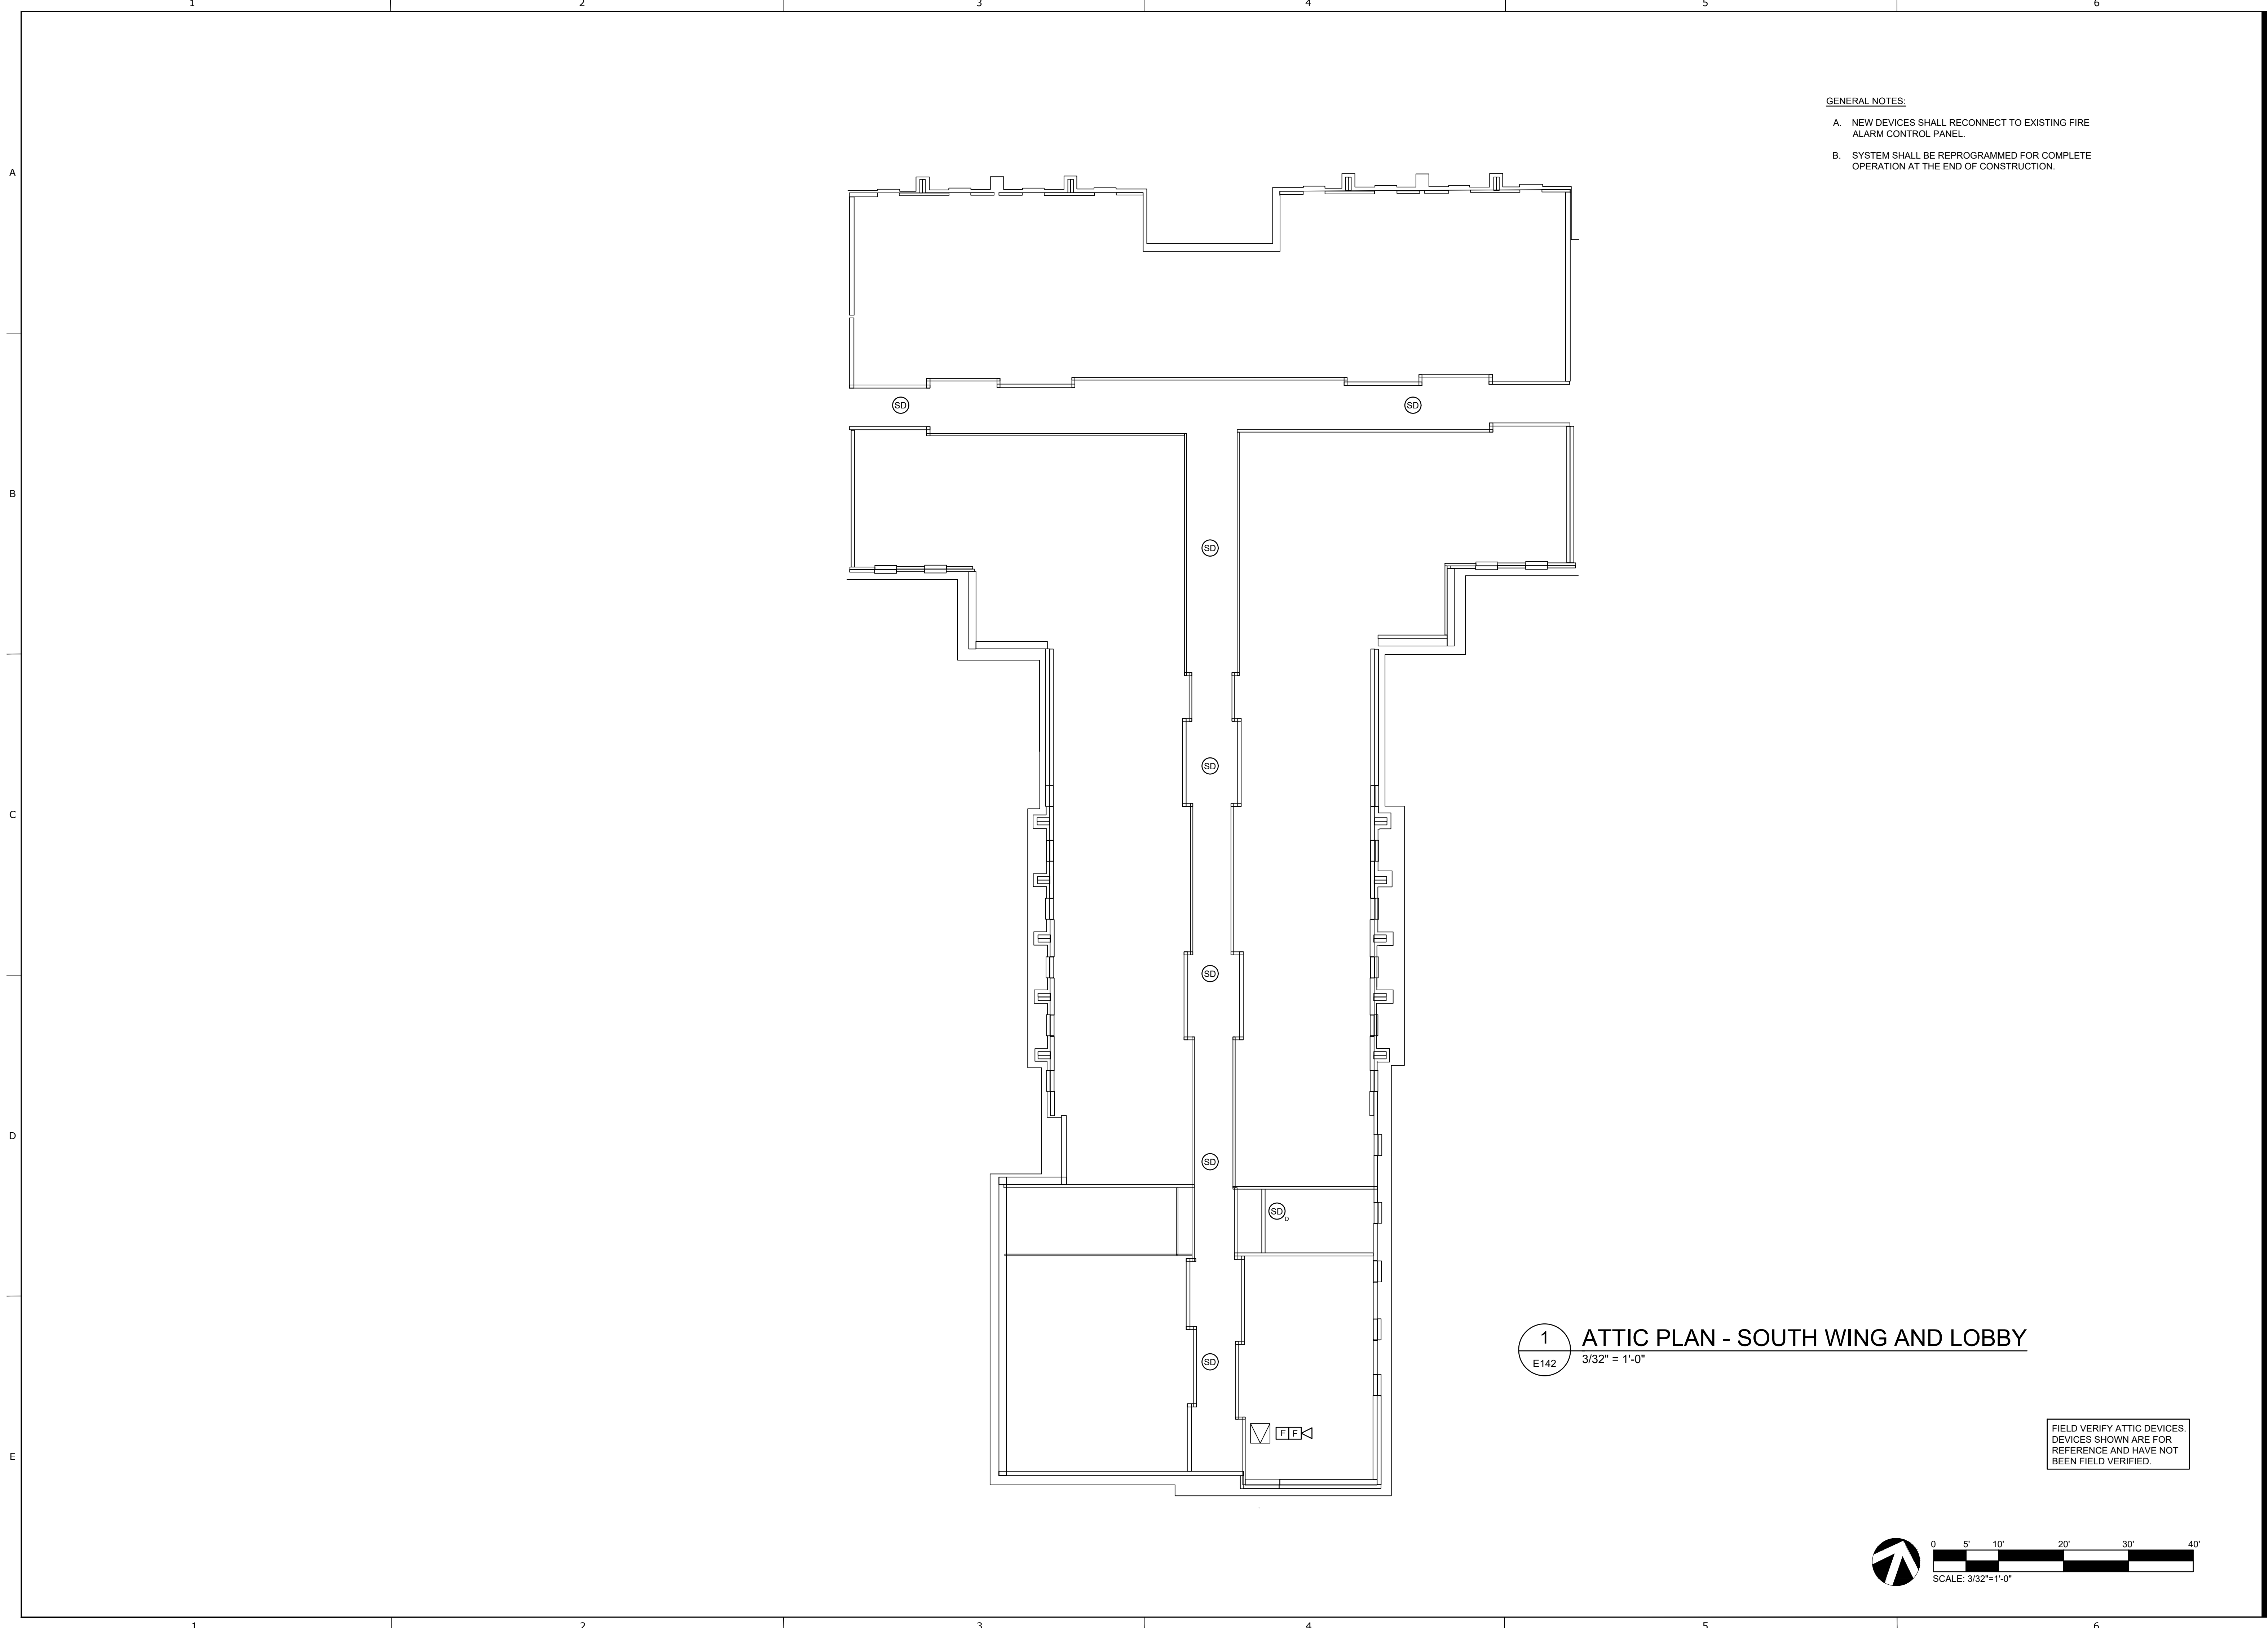 1 2 3 4 5 6
GENERAL NOTES:
A. NEW DEVICES SHALL RECONNECT TO EXISTING FIRE
ALARM CONTROL PANEL.
B. SYSTEM SHALL BE REPROGRAMMED FOR COMPLETE
OPERATION AT THE END OF CONSTRUCTION.
A
SD SD
B
SD
SD
C
SD
D
SD
SD D
1 ATTIC PLAN - SOUTH WING AND LOBBY
E142 3/32" = 1'-0"
SD
F F
E
FIELD VERIFY ATTIC DEVICES.
DEVICES SHOWN ARE FOR
REFERENCE AND HAVE NOT
BEEN FIELD VERIFIED.
0 5' 10' 20' 30' 40'
SCALE: 3/32"=1'-0"
1 2 3 4 5 6